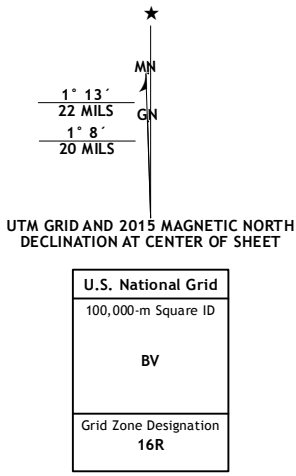 MN
1° 13´
22 MILS
GN
1° 8´
20 MILS
UTM GRID AND 2015 MAGNETIC NORTH
DECLINATION AT CENTER OF SHEET
U.S. National Grid
100,000-m Square ID
BV
Grid Zone Designation
16R